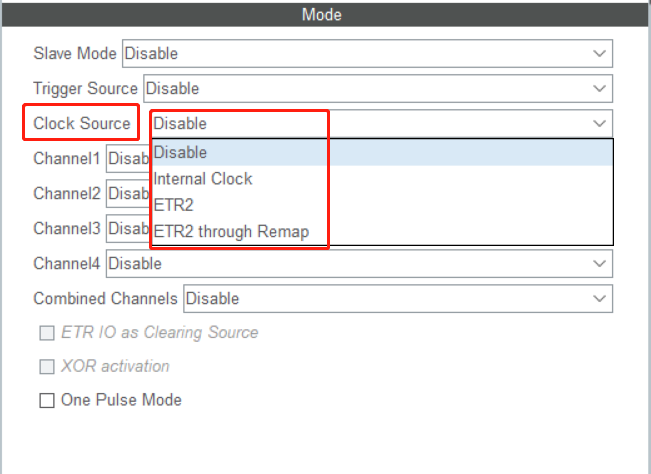 Mode
Slave Mode Disable
Trigger Source Disable
Clock Source Disable
Disable
Channel1 Disab
Internal Clock
Channel2 Disab
ETR2
Channel3 Disab
ETR2 through Remap
Channel4 Disable
Combined Channels Disable
ETR IO as Clearing Source
XOR activation
One Pulse Mode